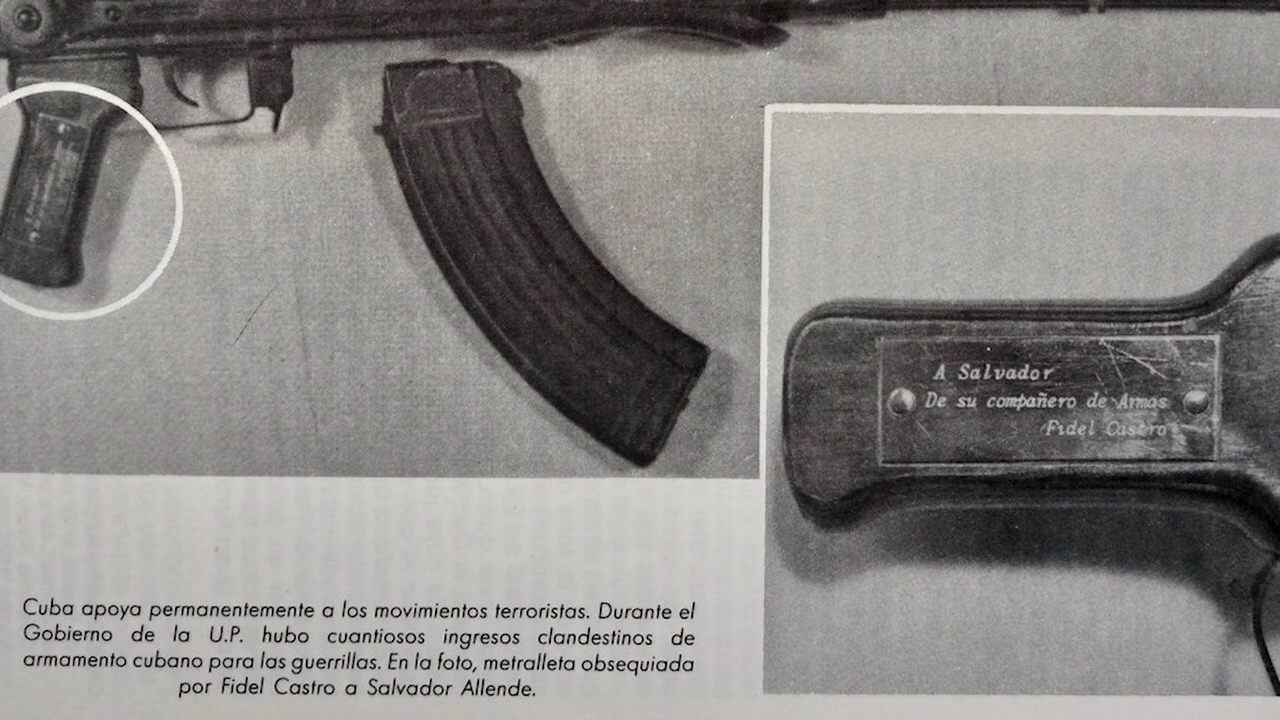 A Salvador
De su compañero de Armas
Fidel Castro
Cuba apoya permanentemente a los movimientos terroristas. Durante el
Gobierno de la U.P. hubo cuantiosos ingresos clandestinos de
armamento cubano para las guerrillas. En la foto, metralleta obsequiada
por Fidel Castro a Salvador Allende.